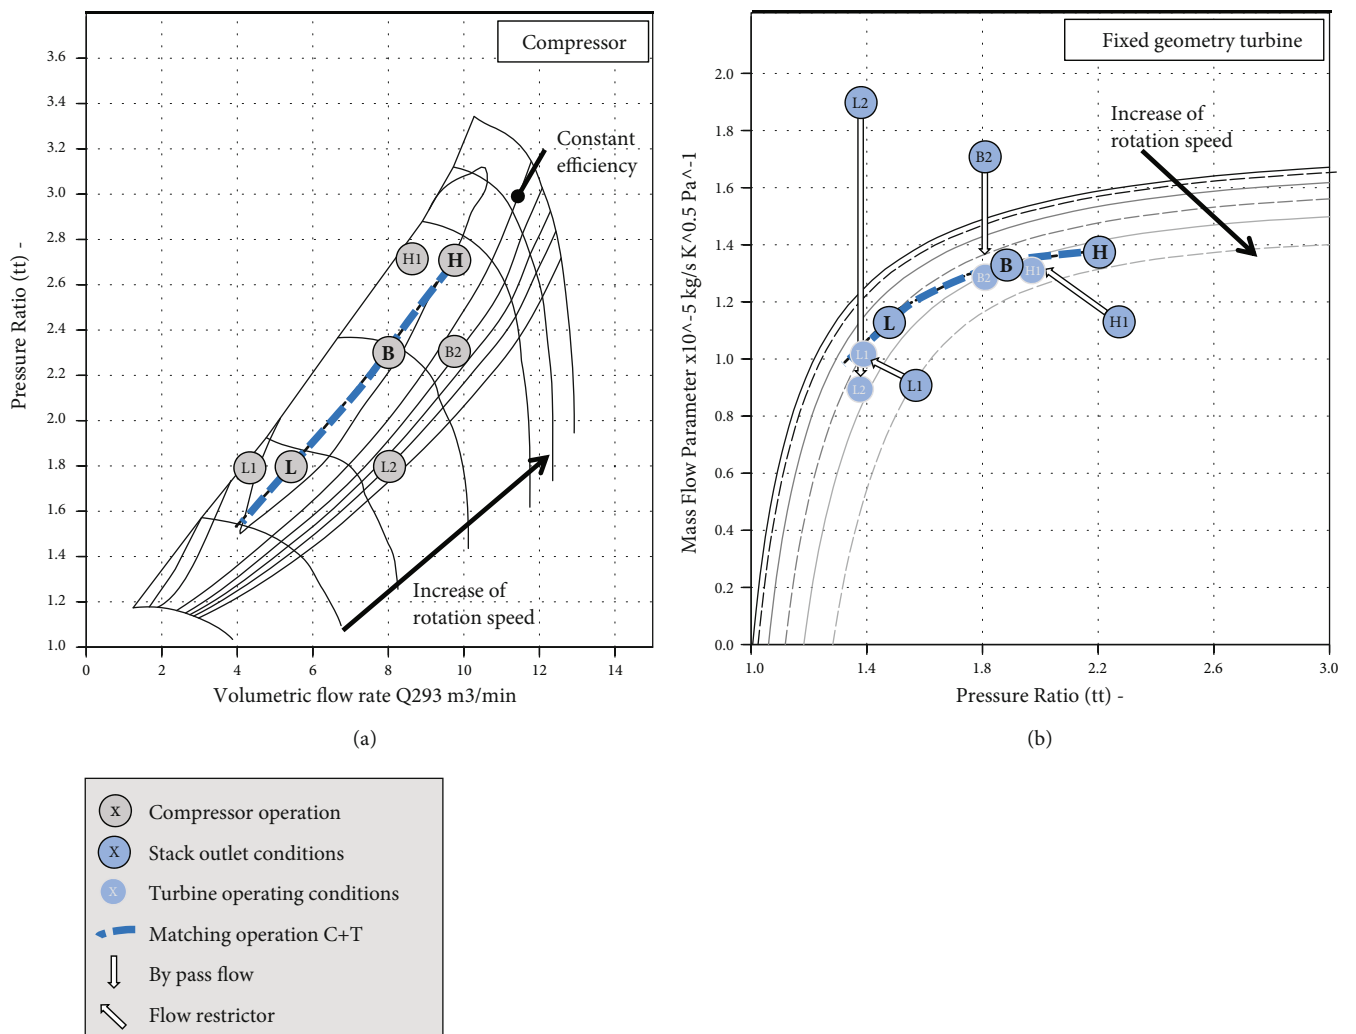 Compressor
3.6
3.4
3.2
3.0
2.8
2.6
2.4
2.2
2.0
1.8
1.6
1.4
1.2
1.0
Pressure Ratio (tt) -
Constant
efficiency
H1
H
B
B2
L1
L
L2
Increase of
rotation speed
0
2
4
6
8
10
12
14
Volumetric flow rate Q293 m3/min
(a)
Fixed geometry turbine
2.0
1.8
1.6
1.4
1.2
1.0
0.8
0.6
0.4
0.2
0.0
Mass Flow Parameter x10^-5 kg/s K^0.5 Pa^-1
L2
B2
Increase of
rotation speed
H
B
B2
H1
L
H1
L1
L1
L2
1.0
1.4
1.8
2.2
2.6
3.0
Pressure Ratio (tt) -
(b)
x Compressor operation
X Stack outlet conditions
X Turbine operating conditions
Matching operation C+T
By pass flow
Flow restrictor